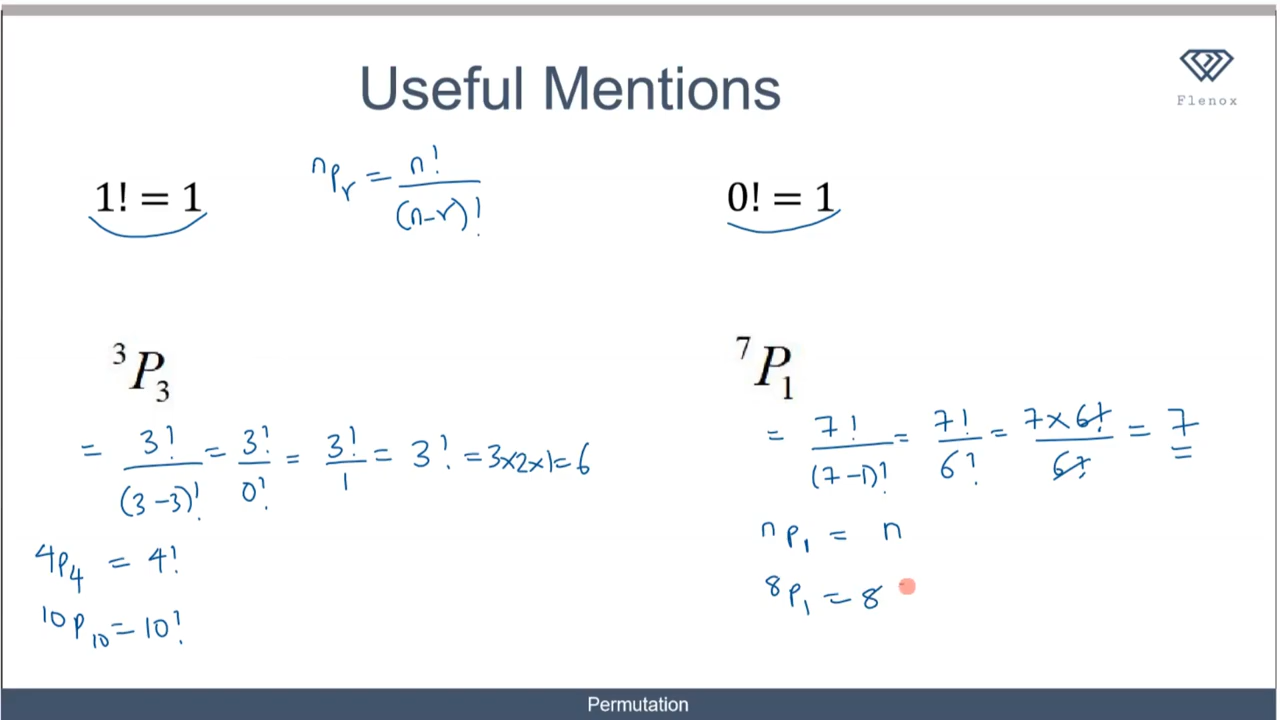 Useful Mentions
Flenox
1! = 1
ⁿPᵣ = n! / (n-r)!
0! = 1
³P₃
= 3! / (3-3)! = 3! / 0! = 3! / 1 = 3! = 3×2×1 = 6
⁴P₄ = 4!
¹⁰P₁₀ = 10!
⁷P₁
= 7! / (7-1)! = 7! / 6! = 7×6! / 6! = 7
ⁿP₁ = n
⁸P₁ = 8
Permutation